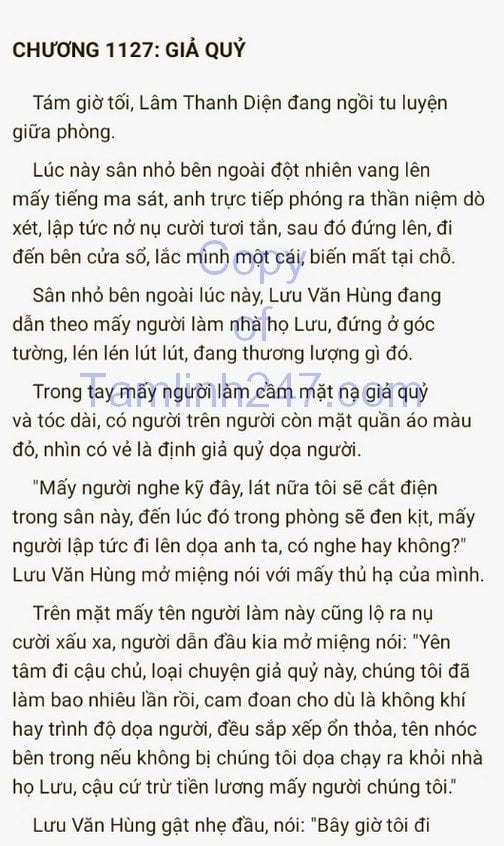 CHƯƠNG 1127: GIẢ QUỶ
Tám giờ tối, Lâm Thanh Diện đang ngồi tu luyện
giữa phòng.
Lúc này sân nhỏ bên ngoài đột nhiên vang lên
mấy tiếng ma sát, anh trực tiếp phóng ra thần niệm dò
xét, lập tức nở nụ cười tươi tắn, sau đó đứng lên, đi
đến bên cửa sổ, lắc mình một cái, biến mất tại chỗ.
Copy
Sân nhỏ bên ngoài lúc này, Lưu Văn Hùng đang
dẫn theo mấy người làm nhà họ Lưu, đứng ở góc
of
tường, lén lén lút lút, đang thương lượng gì đó.
Trong tay mấy người làm cầm mặt nạ giả quỷ
Tamlinh247.com
và tóc dài, có người trên người còn mặt quần áo màu
đỏ, nhìn có vẻ là định giả quỷ dọa người.
"Mấy người nghe kỹ đây, lát nữa tôi sẽ cắt điện
trong sân này, đến lúc đó trong phòng sẽ đen kịt, mấy
người lập tức đi lên dọa anh ta, có nghe hay không?"
Lưu Văn Hùng mở miệng nói với mấy thủ hạ của mình.
Trên mặt mấy tên người làm này cũng lộ ra nụ
cười xấu xa, người dẫn đầu kia mở miệng nói: "Yên
tâm đi cậu chủ, loại chuyện giả quỷ này, chúng tôi đã
làm bao nhiêu lần rồi, cam đoan cho dù là không khí
hay trình độ dọa người, đều sắp xếp ổn thỏa, tên nhóc
bên trong nếu không bị chúng tôi dọa chạy ra khỏi nhà
họ Lưu, cậu cứ trừ tiền lương mấy người chúng tôi."
Lưu Văn Hùng gật nhẹ đầu, nói: "Bây giờ tôi đi